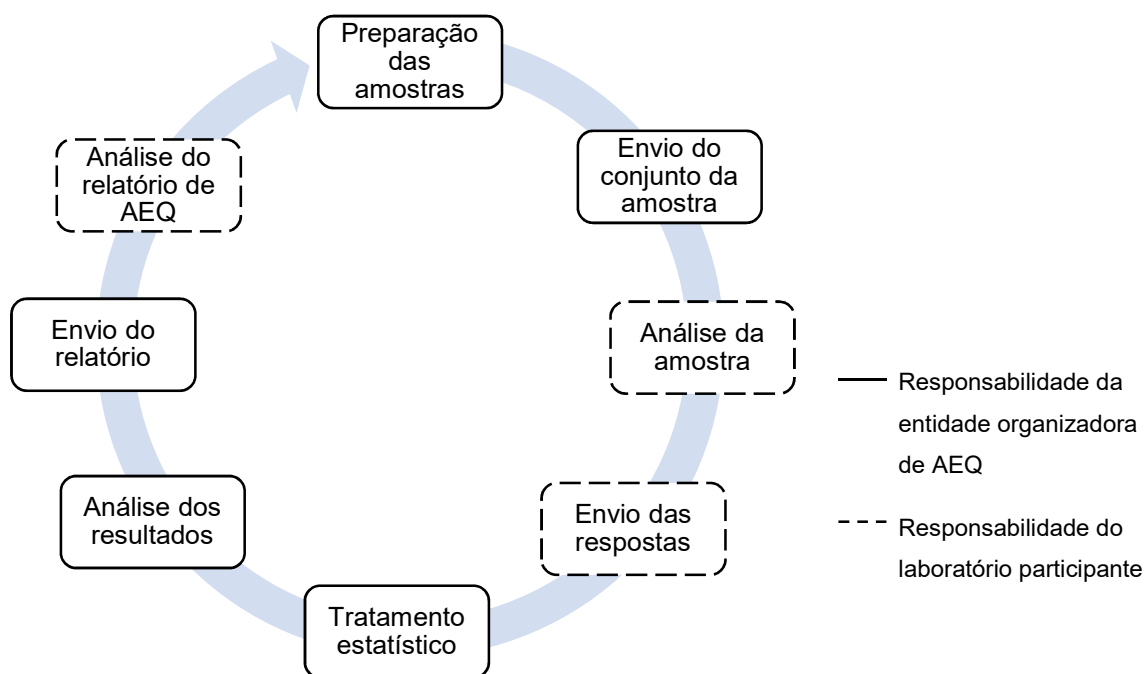 Preparação
das
amostras
Envio do
conjunto da
amostra
Análise da
amostra
Envio das
respostas
Tratamento
estatístico
Análise dos
resultados
Envio do
relatório
Análise do
relatório de
AEQ
Responsabilidade da
entidade organizadora
de AEQ
Responsabilidade do
laboratório participante